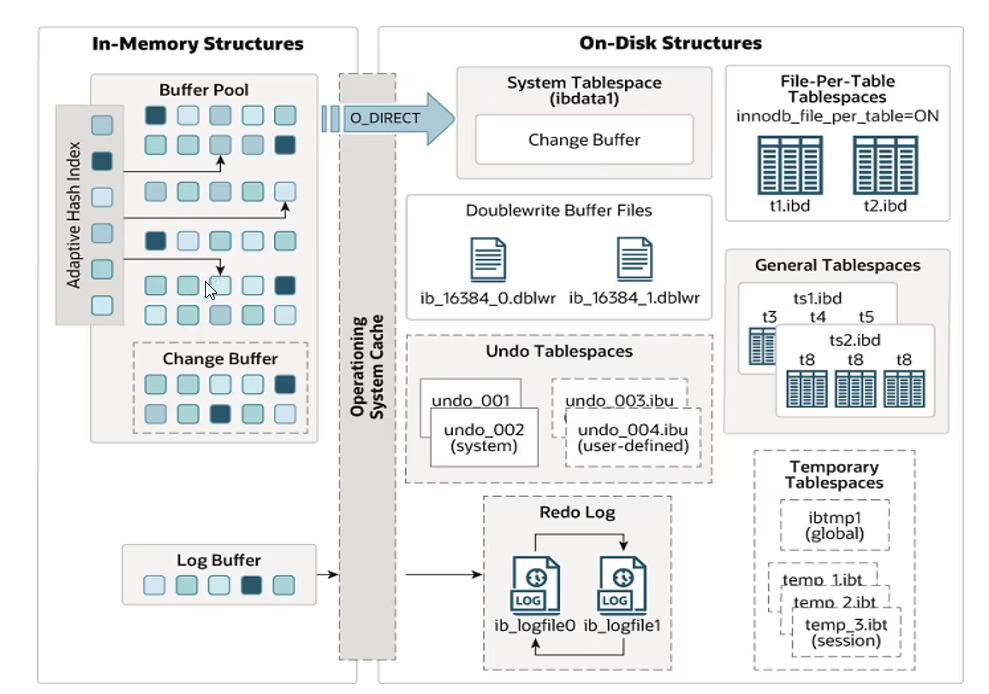 In-Memory Structures
Buffer Pool
Adaptive Hash Index
Change Buffer
Log Buffer
Operationing
System Cache
O_DIRECT
On-Disk Structures
System Tablespace
(ibdata1)
Change Buffer
File-Per-Table
Tablespaces
innodb_file_per_table=ON
t1.ibd
t2.ibd
Doublewrite Buffer Files
ib_16384_0.dblwr
ib_16384_1.dblwr
General Tablespaces
ts1.ibd
t3 t4 t5
ts2.ibd
t8 t8 t8
Undo Tablespaces
undo_001
undo_002
(system)
undo_003.ibu
undo_004.ibu
(user-defined)
Redo Log
LOG
LOG
ib_logfile0
ib_logfile1
Temporary
Tablespaces
ibtmp1
(global)
temp_1.ibt
temp_2.ibt
temp_3.ibt
(session)